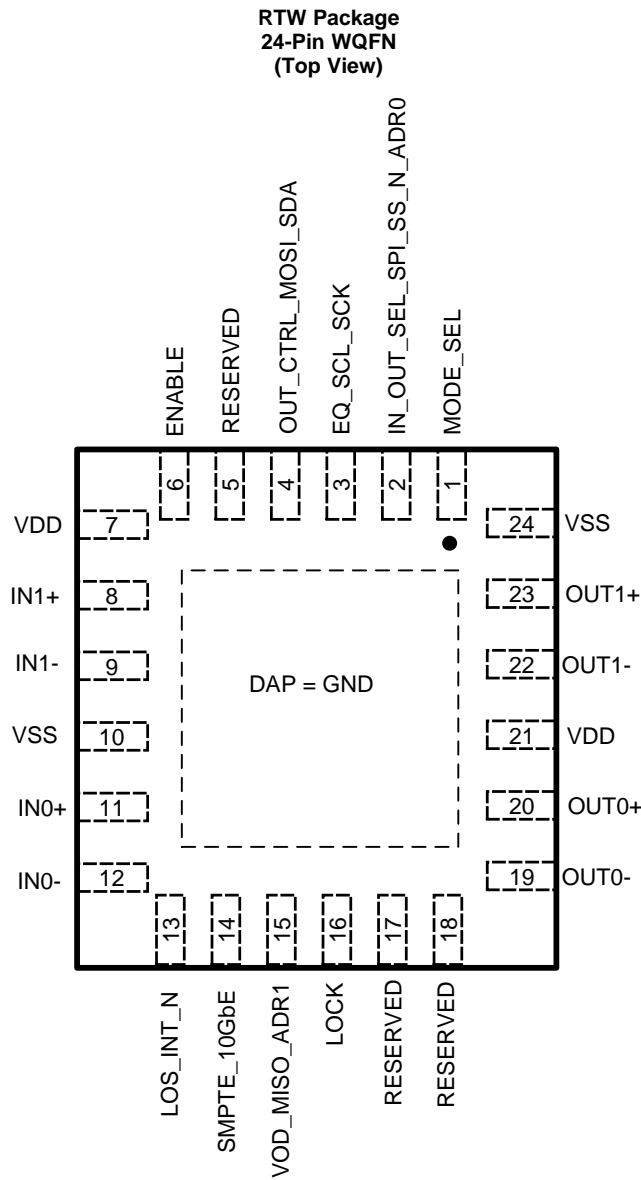 RTW Package
24-Pin WQFN
(Top View)
ENABLE
RESERVED
OUT_CTRL_MOSI_SDA
EQ_SCL_SCK
IN_OUT_SEL_SPI_SS_N_ADR0
MODE_SEL
6
5
4
3
2
1
VDD 7
24 VSS
IN1+ 8
23 OUT1+
IN1- 9
22 OUT1-
DAP = GND
VSS 10
21 VDD
IN0+ 11
20 OUT0+
IN0- 12
19 OUT0-
13
14
15
16
17
18
LOS_INT_N
SMPTE_10GbE
VOD_MISO_ADR1
LOCK
RESERVED
RESERVED